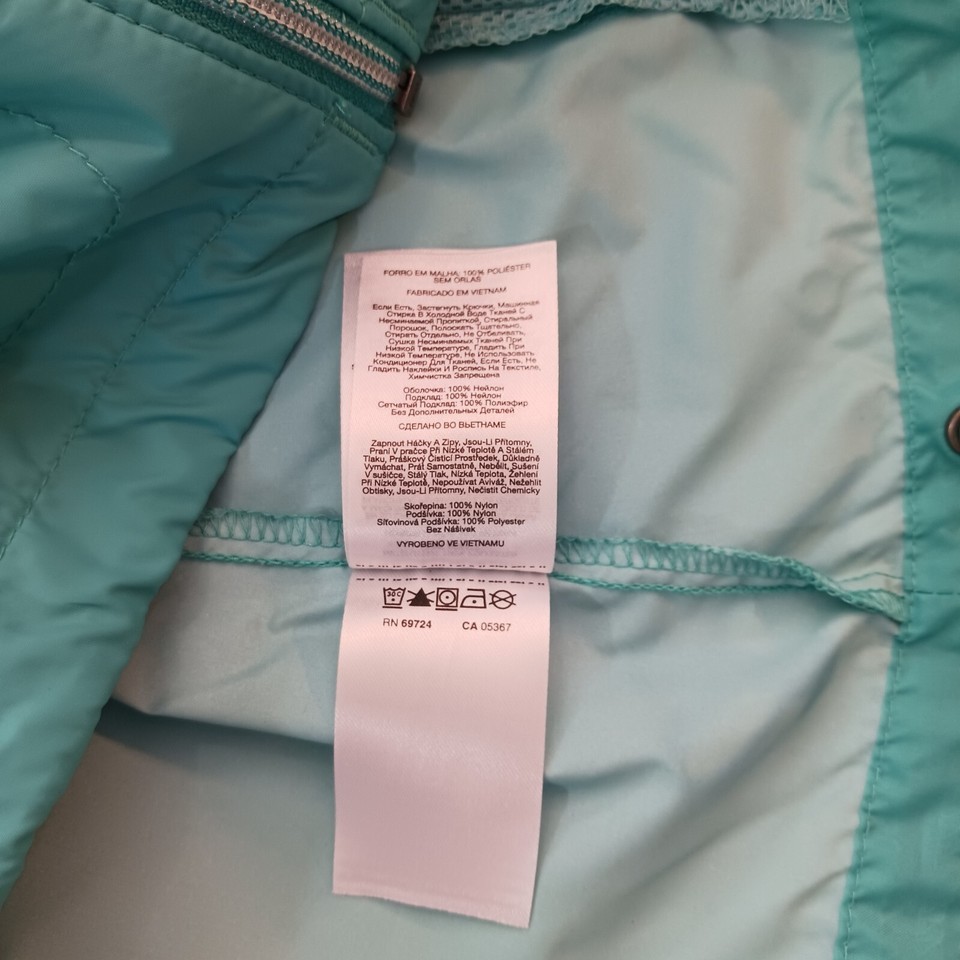 FORRO EM MALHA: 100% POLIÉSTER
SEM ORLAS
FABRICADO EM VIETNAM
Если Есть, Застегнуть Крючки, Машинная
Стирка В Холодной Воде Тканей С
Несминаемой Пропиткой, Стиральный
Порошок, Полоскать Тщательно,
Стирать Отдельно, Не Отбеливать,
Сушка Несминаемых Тканей При
Низкой Температуре, Гладить При
Низкой Температуре, Не Использовать
Кондиционер Для Тканей, Если Есть, Не
Гладить Наклейки И Роспись На Текстиле,
Химчистка Запрещена
Оболочка: 100% Нейлон
Подклад: 100% Нейлон
Сетчатый Подклад: 100% Полиэфир
Без Дополнительных Деталей
СДЕЛАНО ВО ВЬЕТНАМЕ
Zapnout Háčky A Zipy, Jsou-Li Přítomny,
Praní V pračce Při Nízké Teplotě A Stálém
Tlaku, Práškový Čisticí Prostředek, Důkladně
Vymáchat, Prát Samostatně, Nebělit, Sušení
V sušičce, Stálý Tlak, Nízká Teplota, Žehlení
Při Nízké Teplotě, Nepoužívat Aviváž, Nežehlit
Obtisky, Jsou-Li Přítomny, Nečistit Chemicky
Skořepina: 100% Nylon
Podšívka: 100% Nylon
Síťovinová Podšívka: 100% Polyester
Bez Nášivek
VYROBENO VE VIETNAMU
30C
RN 69724 CA 05367